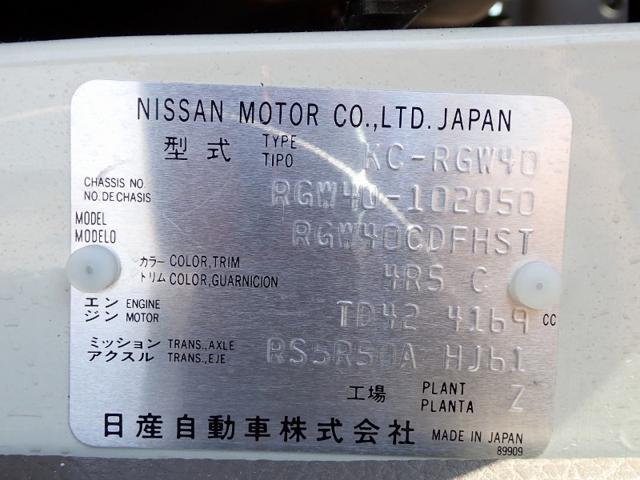 NISSAN MOTOR CO.,LTD. JAPAN
型式 TYPE TIPO KC-RGW40
CHASSIS NO. NO. DE CHASIS RGW40-102050
MODEL MODELO RGW40CDFHST
カラー COLOR, TRIM
トリム COLOR, GUARNICION 4R5 C
エンジン ENGINE MOTOR TD42 4169 CC
ミッション TRANS., AXLE
アクスル TRANS., EJE RS5R50A HJ61
工場 PLANT PLANTA Z
日産自動車株式会社 MADE IN JAPAN
89909